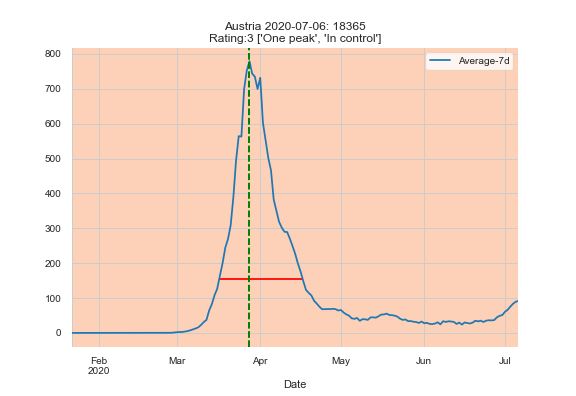 Austria 2020-07-06: 18365
Rating:3 ['One peak', 'In control']
Average-7d
800
700
600
500
400
300
200
100
0
Feb
2020
Mar
Apr
May
Jun
Jul
Date